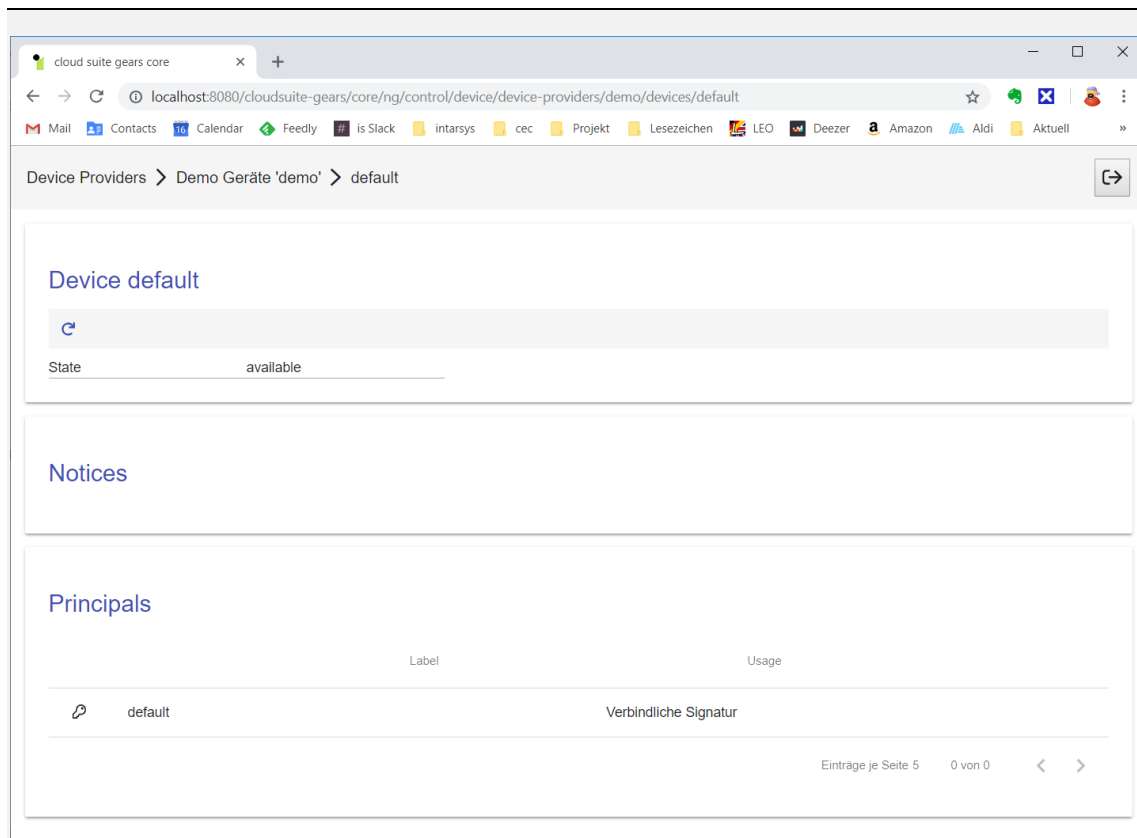 cloud suite gears core
localhost:8080/cloudsuite-gears/core/ng/control/device/device-providers/demo/devices/default
Mail Contacts 16 Calendar Feedly # is Slack intarsys cec Projekt Lesezeichen LEO Deezer a Amazon Aldi Aktuell »
Device Providers > Demo Geräte 'demo' > default
Device default
State available
Notices
Principals
Label Usage
default Verbindliche Signatur
Einträge je Seite 5 0 von 0